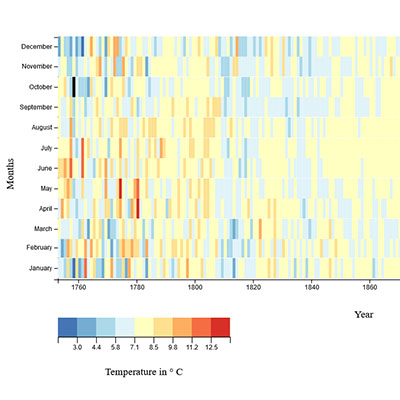 December
November
October
September
August
July
June
May
April
March
February
January
Months
1760 1780 1800 1820 1840 1860
Year
3.0 4.4 5.8 7.1 8.5 9.8 11.2 12.5
Temperature in ° C